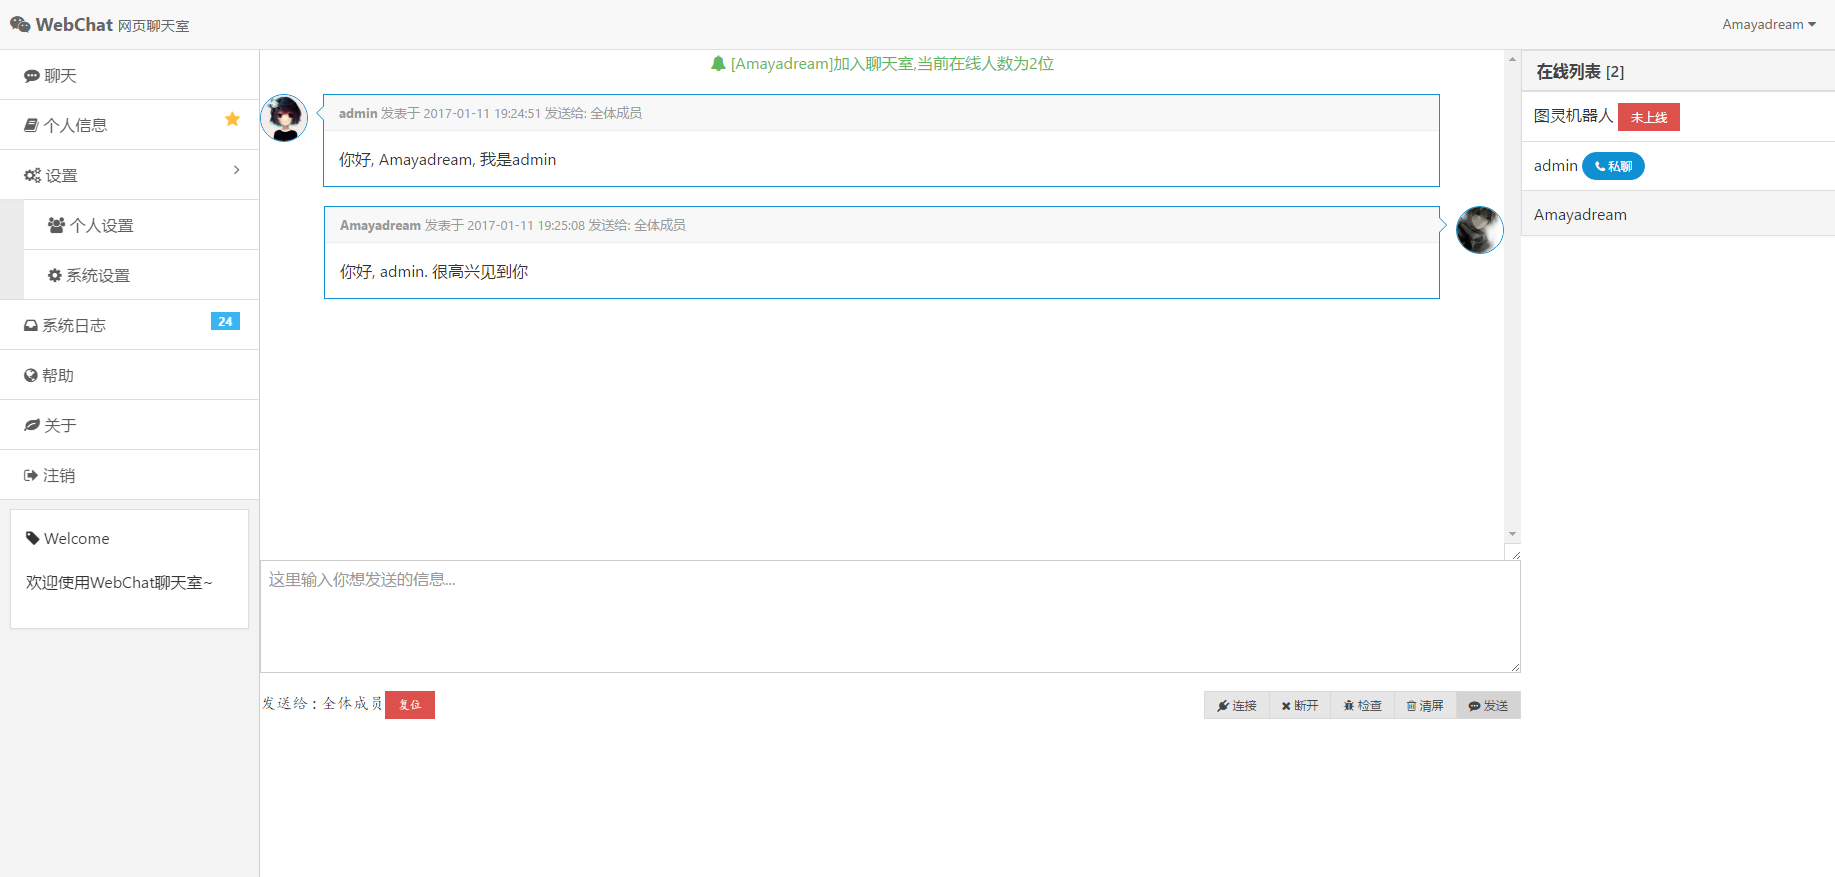 WebChat 网页聊天室
Amayadream
聊天
个人信息
设置
个人设置
系统设置
系统日志 24
帮助
关于
注销
Welcome
欢迎使用WebChat聊天室~
[Amayadream]加入聊天室,当前在线人数为2位
admin 发表于 2017-01-11 19:24:51 发送给: 全体成员
你好, Amayadream, 我是admin
Amayadream 发表于 2017-01-11 19:25:08 发送给: 全体成员
你好, admin. 很高兴见到你
这里输入你想发送的信息...
发送给 : 全体成员 复位
连接 断开 检查 清屏 发送
在线列表 [2]
图灵机器人 未上线
admin 私聊
Amayadream